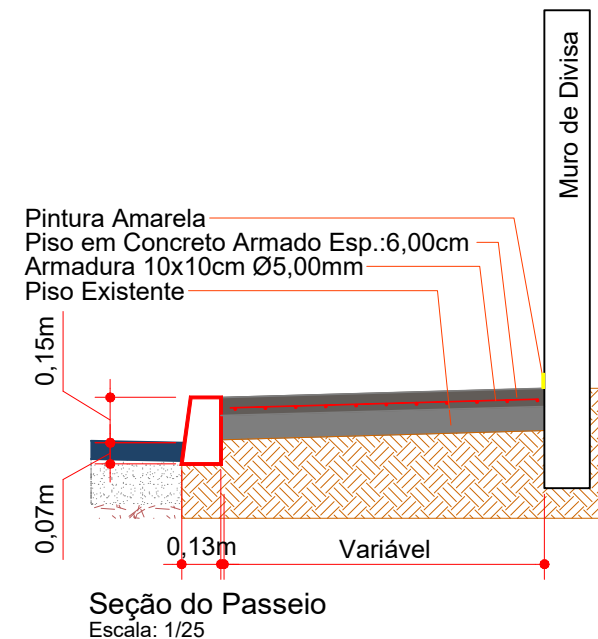 Muro de Divisa
Pintura Amarela
Piso em Concreto Armado Esp.:6,00cm
Armadura 10x10cm Ø5,00mm
Piso Existente
0,15m
0,07m
0,13m
Variável
Seção do Passeio
Escala: 1/25